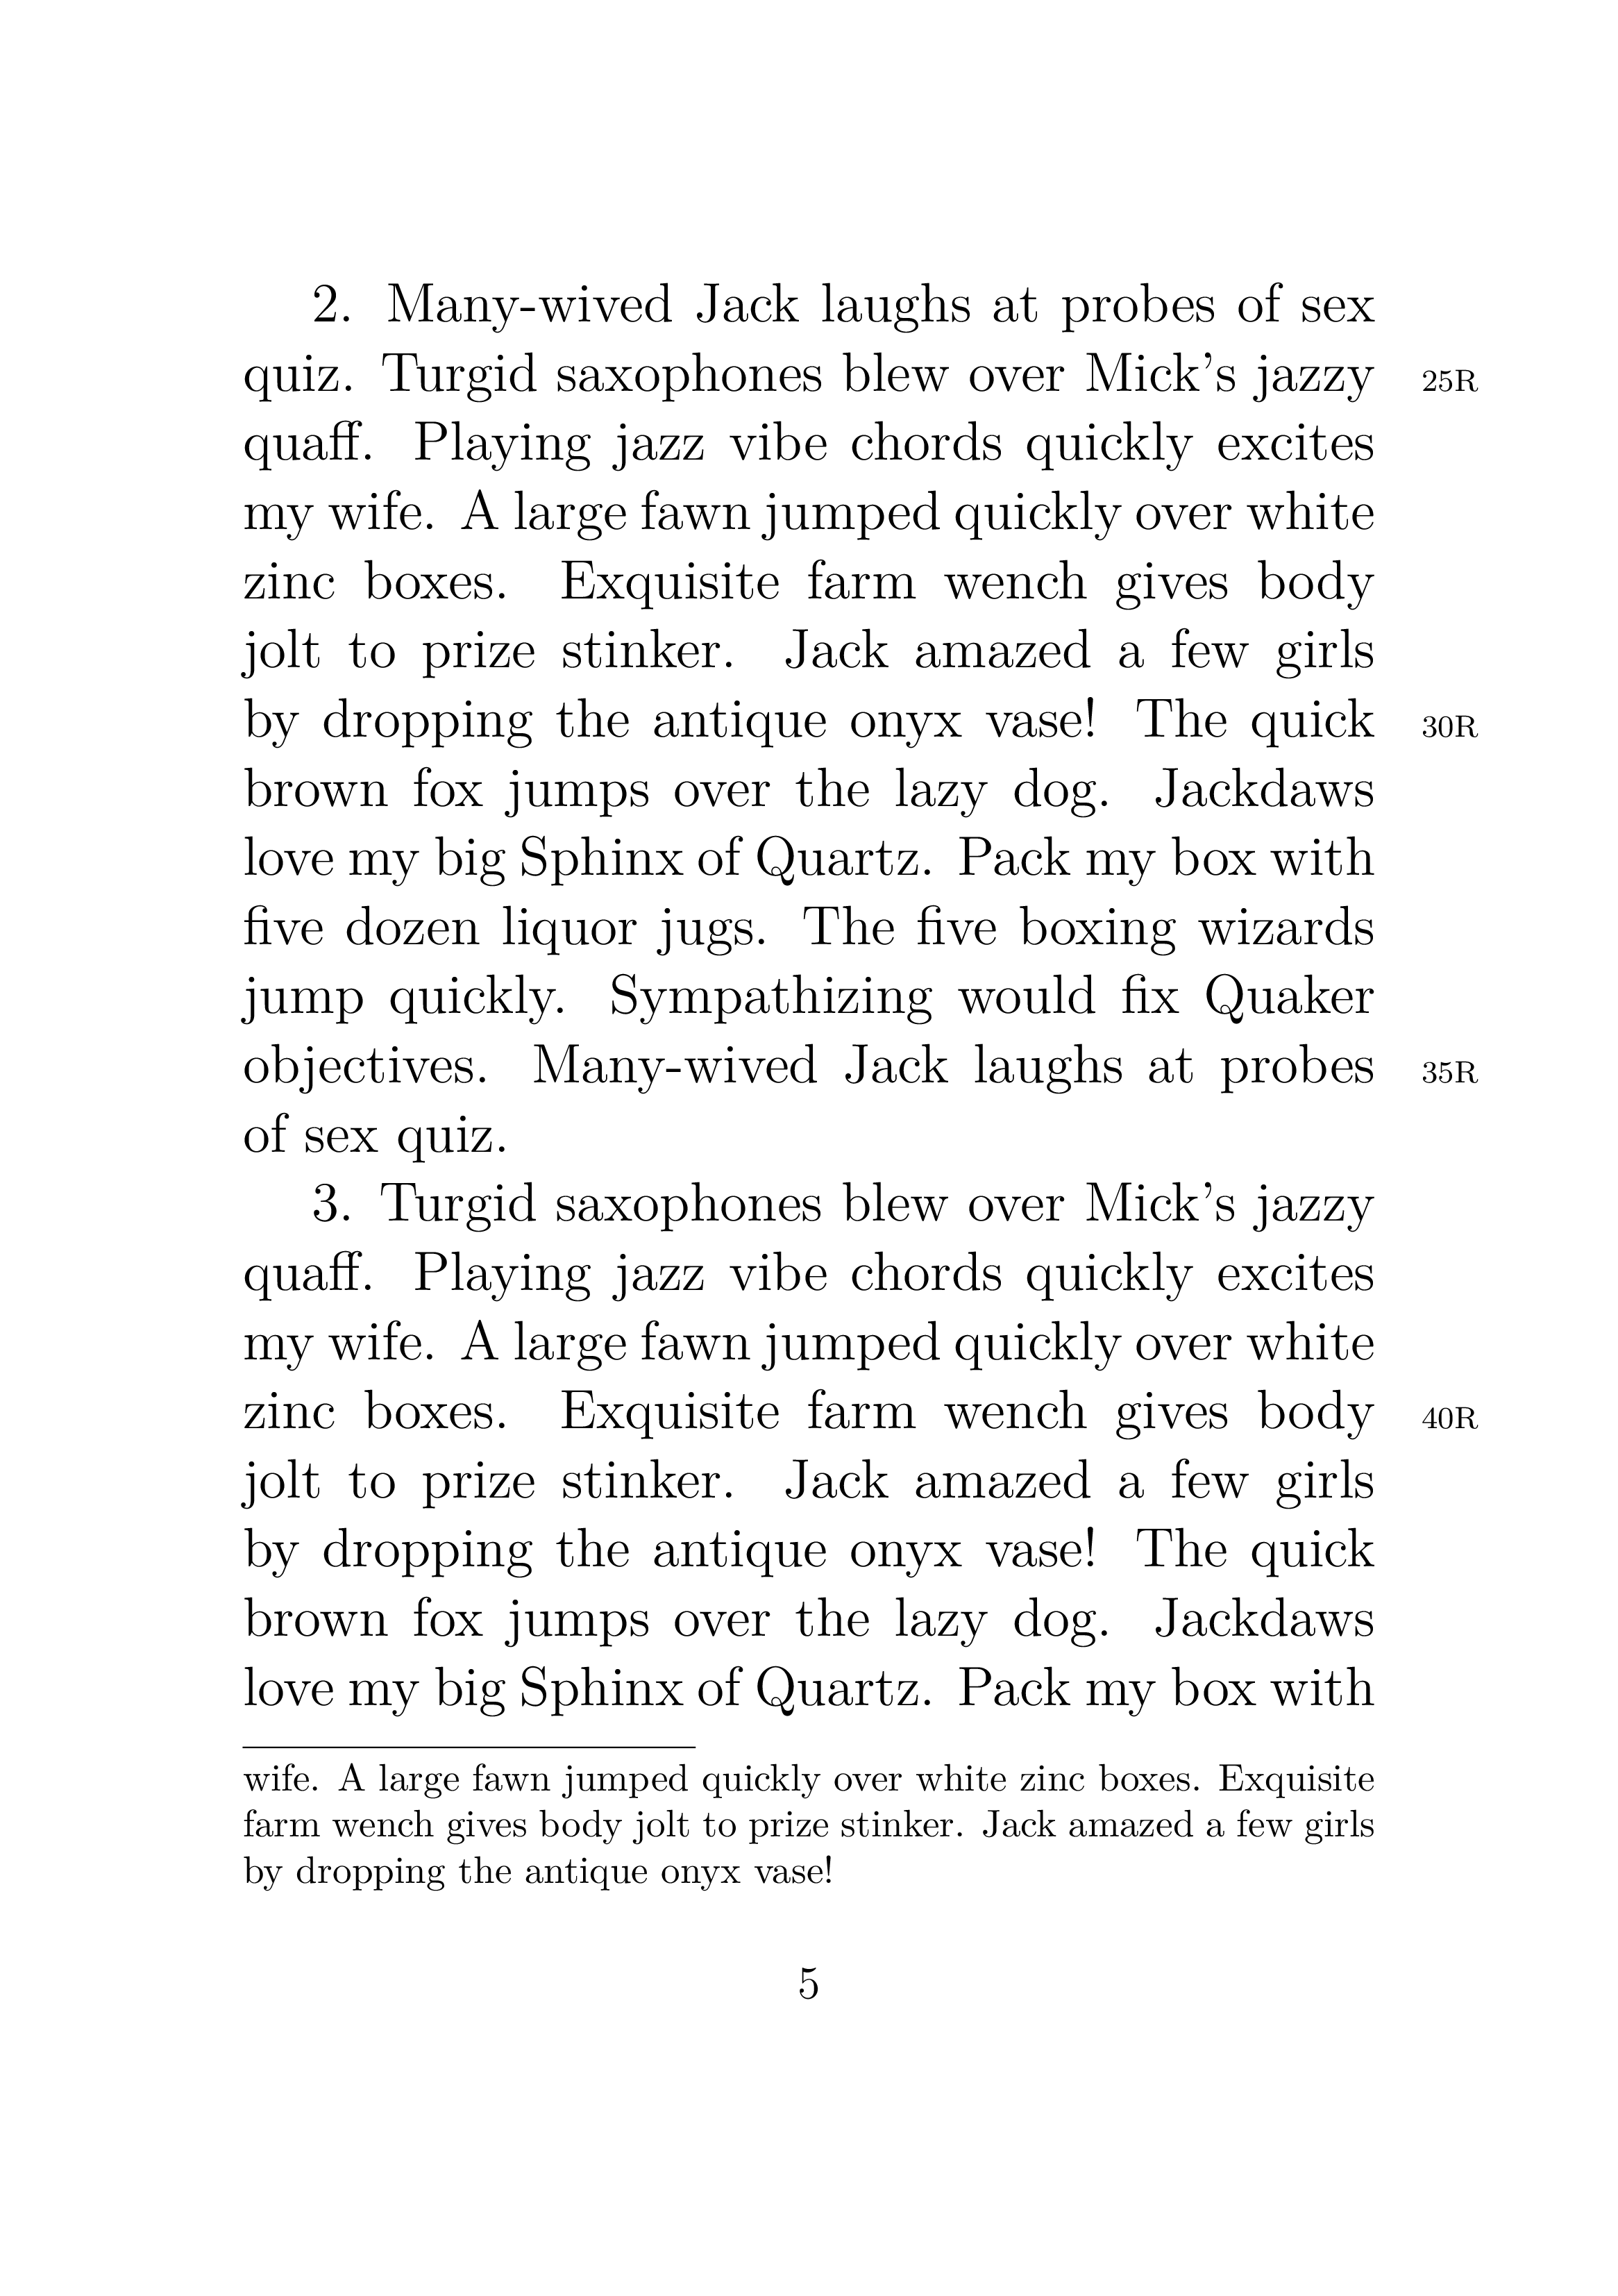 2. Many-wived Jack laughs at probes of sex
quiz. Turgid saxophones blew over Mick's jazzy 25R
quaff. Playing jazz vibe chords quickly excites
my wife. A large fawn jumped quickly over white
zinc boxes. Exquisite farm wench gives body
jolt to prize stinker. Jack amazed a few girls
by dropping the antique onyx vase! The quick 30R
brown fox jumps over the lazy dog. Jackdaws
love my big Sphinx of Quartz. Pack my box with
five dozen liquor jugs. The five boxing wizards
jump quickly. Sympathizing would fix Quaker
objectives. Many-wived Jack laughs at probes 35R
of sex quiz.
3. Turgid saxophones blew over Mick's jazzy
quaff. Playing jazz vibe chords quickly excites
my wife. A large fawn jumped quickly over white
zinc boxes. Exquisite farm wench gives body 40R
jolt to prize stinker. Jack amazed a few girls
by dropping the antique onyx vase! The quick
brown fox jumps over the lazy dog. Jackdaws
love my big Sphinx of Quartz. Pack my box with
wife. A large fawn jumped quickly over white zinc boxes. Exquisite
farm wench gives body jolt to prize stinker. Jack amazed a few girls
by dropping the antique onyx vase!
5